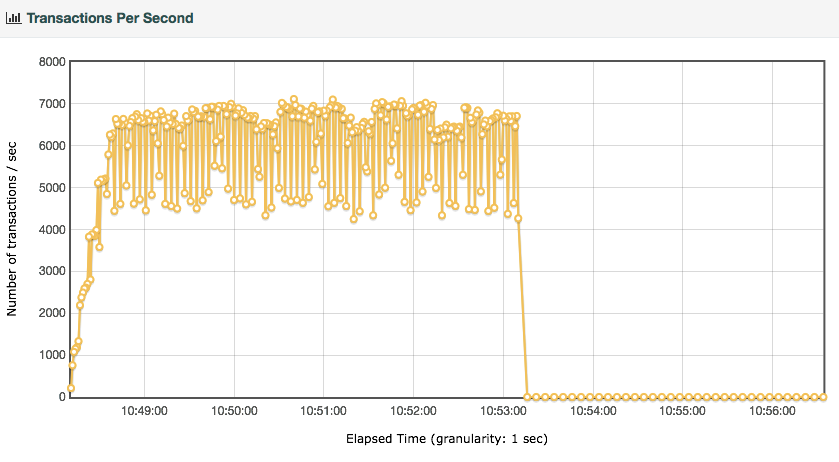 Transactions Per Second
8000
7000
6000
5000
4000
3000
2000
1000
0
Number of transactions / sec
10:49:00 10:50:00 10:51:00 10:52:00 10:53:00 10:54:00 10:55:00 10:56:00
Elapsed Time (granularity: 1 sec)